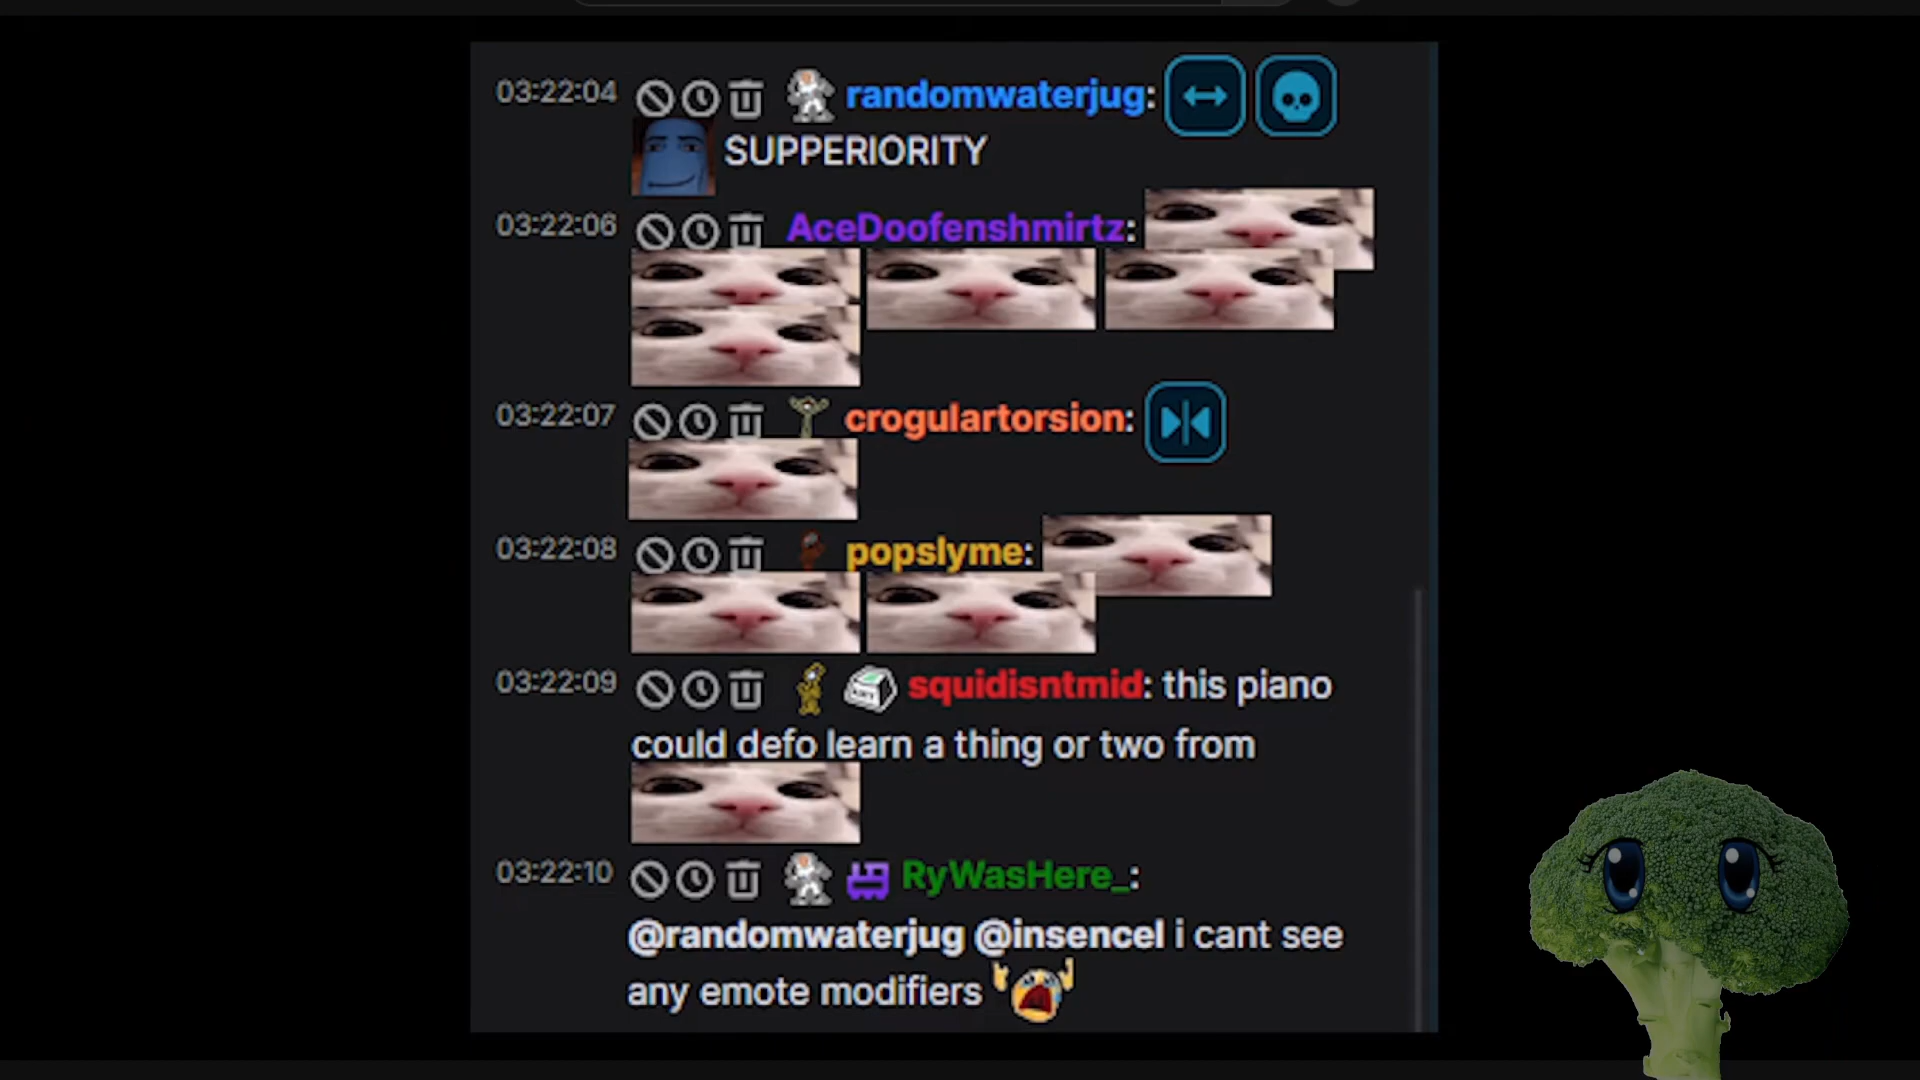 03:22:04 randomwaterjug:
SUPPERIORITY
03:22:06 AceDoofenshmirtz:
03:22:07 crogulartorsion:
03:22:08 popslyme:
03:22:09 squidisntmid: this piano
could defo learn a thing or two from
03:22:10 RyWasHere_:
@randomwaterjug @insencel i cant see
any emote modifiers